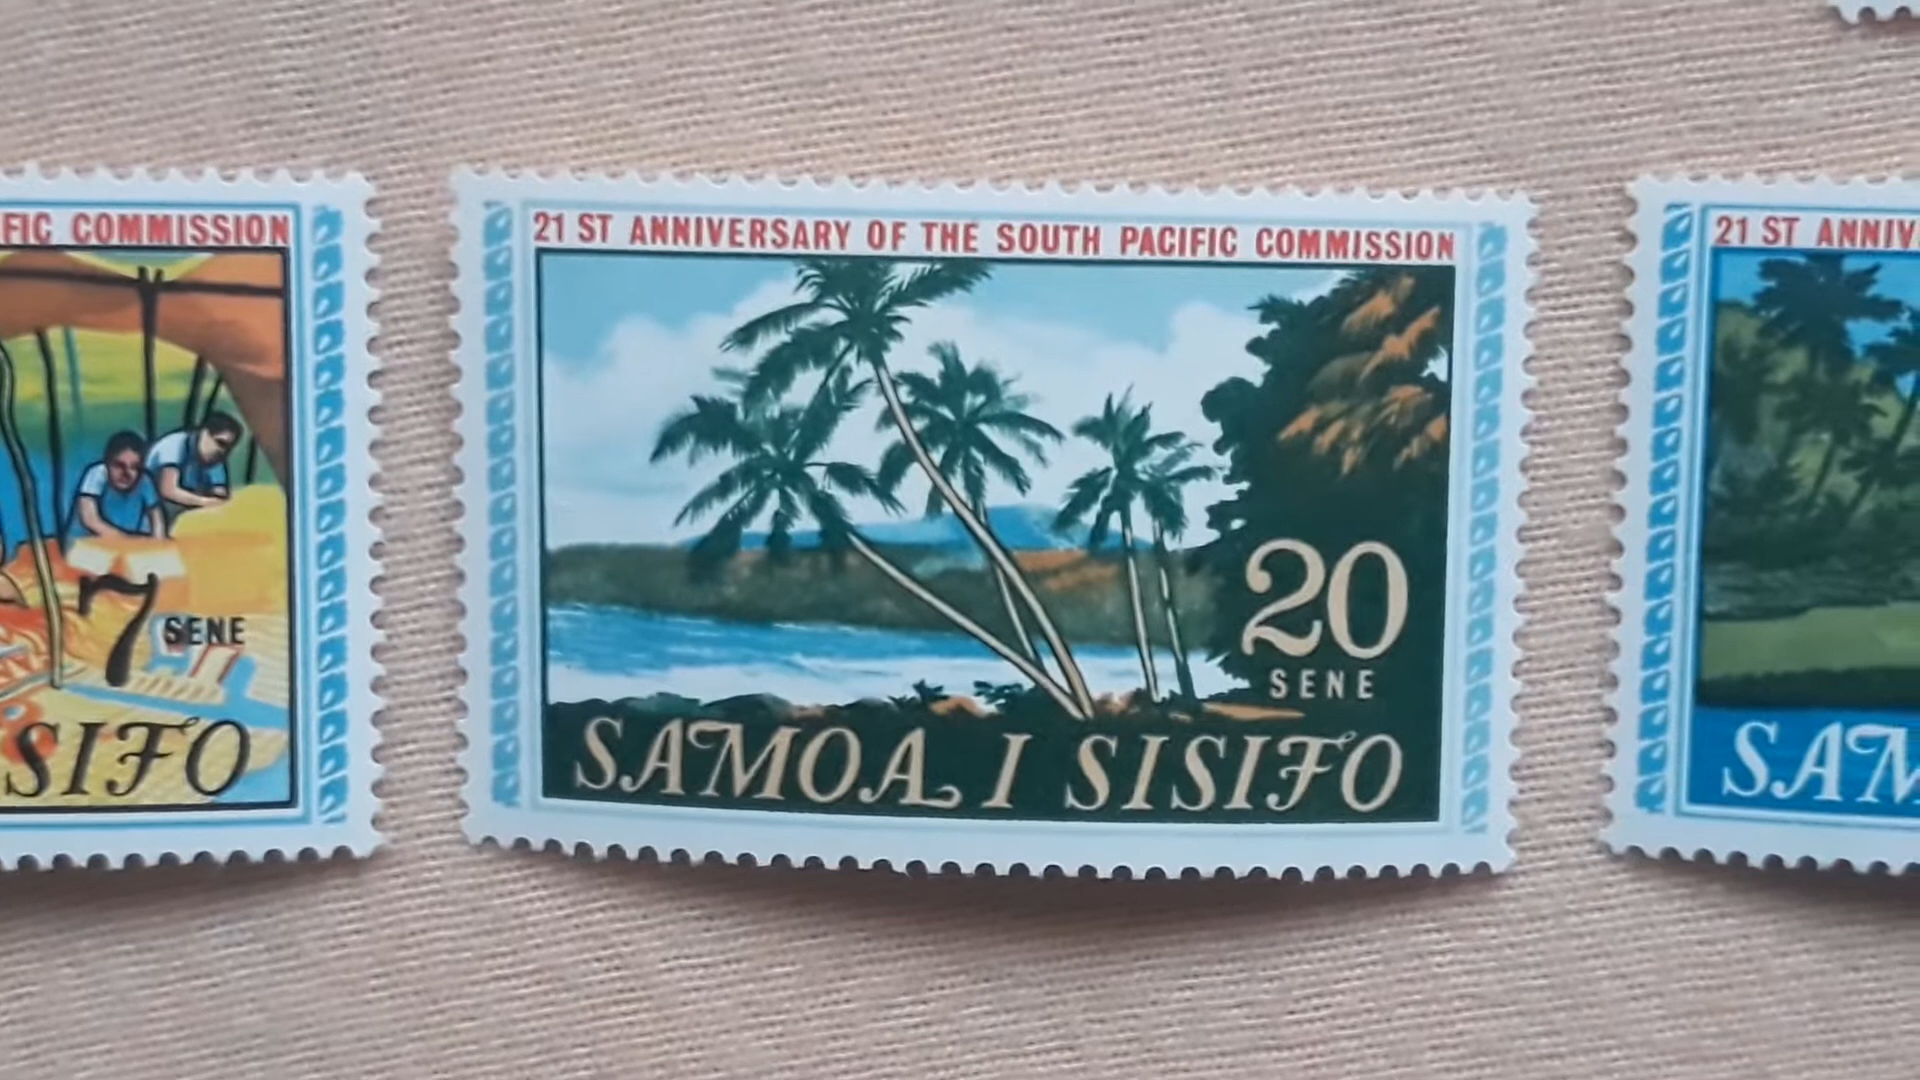 FIC COMMISSION
7 SENE
SIFO
21 ST ANNIVERSARY OF THE SOUTH PACIFIC COMMISSION
20
SENE
SAMOA I SISIFO
21 ST ANNIV
SAM